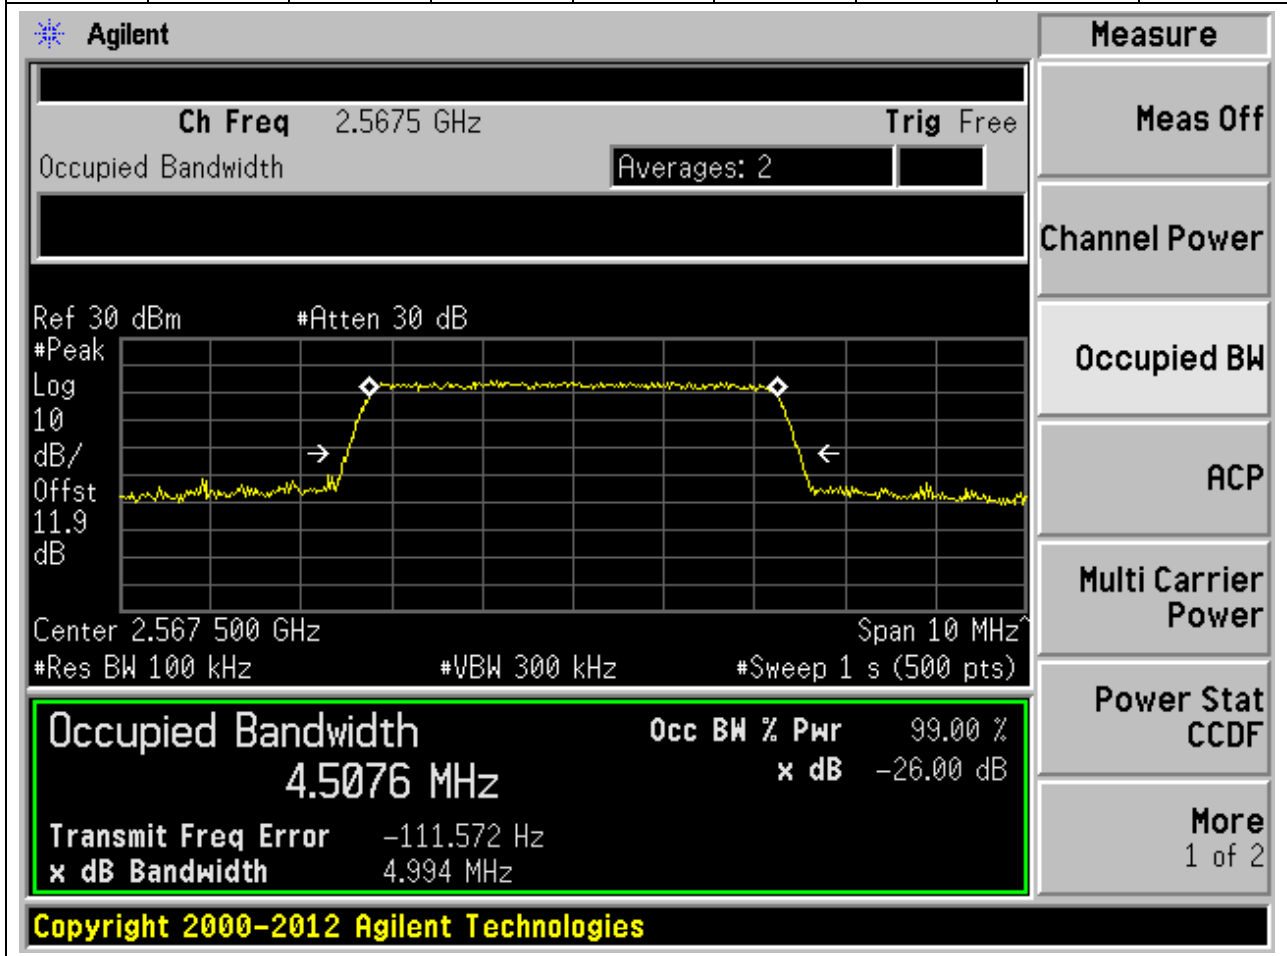 Agilent
Measure
Ch Freq 2.5675 GHz Trig Free
Meas Off
Occupied Bandwidth Averages: 2
Channel Power
Ref 30 dBm #Atten 30 dB
#Peak
Log
10
dB/
Offst
11.9
dB
Occupied BW
ACP
Center 2.567 500 GHz Span 10 MHz^
#Res BW 100 kHz #VBW 300 kHz #Sweep 1 s (500 pts)
Multi Carrier
Power
Occupied Bandwidth Occ BW % Pwr 99.00 %
4.5076 MHz x dB -26.00 dB
Transmit Freq Error -111.572 Hz
x dB Bandwidth 4.994 MHz
Power Stat
CCDF
More
1 of 2
Copyright 2000-2012 Agilent Technologies